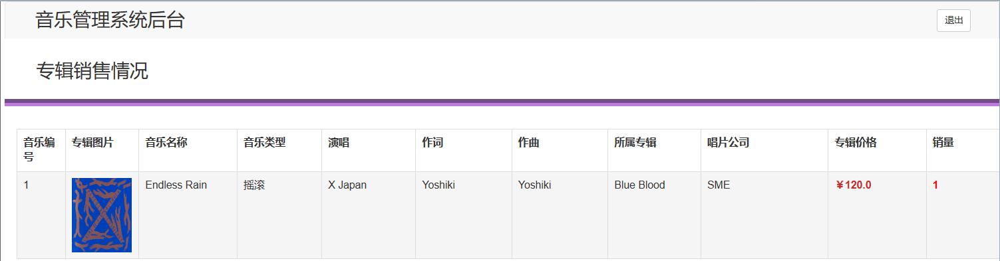 音乐管理系统后台
退出
专辑销售情况
音乐编 专辑图片 音乐名称 音乐类型 演唱 作词 作曲 所属专辑 唱片公司 专辑价格 销量
号
1 Endless Rain 摇滚 X Japan Yoshiki Yoshiki Blue Blood SME ￥120.0 1